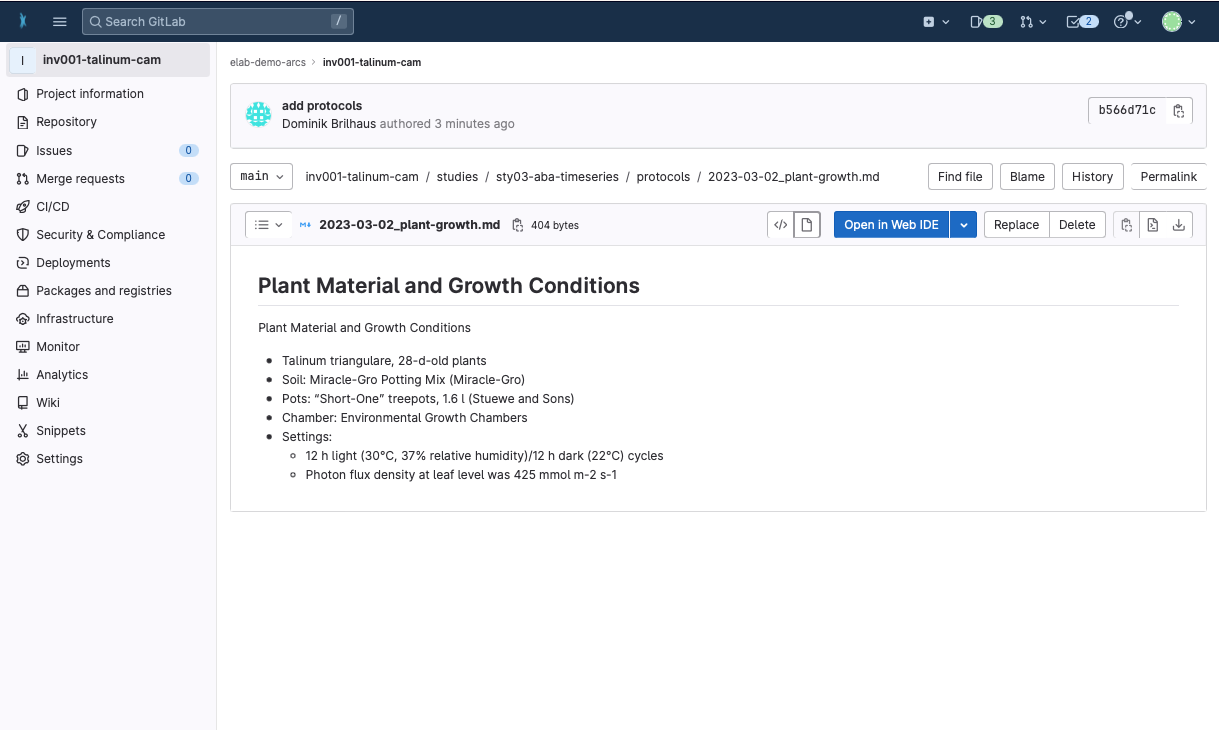 Search GitLab /
3
2
I inv001-talinum-cam
Project information
Repository
Issues 0
Merge requests 0
CI/CD
Security & Compliance
Deployments
Packages and registries
Infrastructure
Monitor
Analytics
Wiki
Snippets
Settings
elab-demo-arcs › inv001-talinum-cam
add protocols
Dominik Brilhaus authored 3 minutes ago
b566d71c
main
inv001-talinum-cam / studies / sty03-aba-timeseries / protocols / 2023-03-02_plant-growth.md
Find file Blame History Permalink
M↓ 2023-03-02_plant-growth.md 404 bytes
</> Open in Web IDE Replace Delete
Plant Material and Growth Conditions
Plant Material and Growth Conditions
• Talinum triangulare, 28-d-old plants
• Soil: Miracle-Gro Potting Mix (Miracle-Gro)
• Pots: “Short-One” treepots, 1.6 l (Stuewe and Sons)
• Chamber: Environmental Growth Chambers
• Settings:
◦ 12 h light (30°C, 37% relative humidity)/12 h dark (22°C) cycles
◦ Photon flux density at leaf level was 425 mmol m-2 s-1